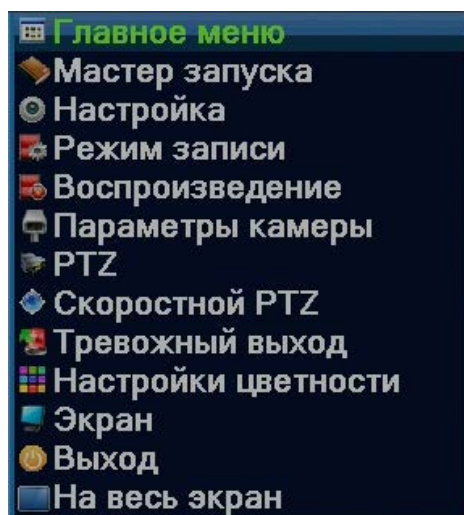 Главное меню
Мастер запуска
Настройка
Режим записи
Воспроизведение
Параметры камеры
PTZ
Скоростной PTZ
Тревожный выход
Настройки цветности
Экран
Выход
На весь экран